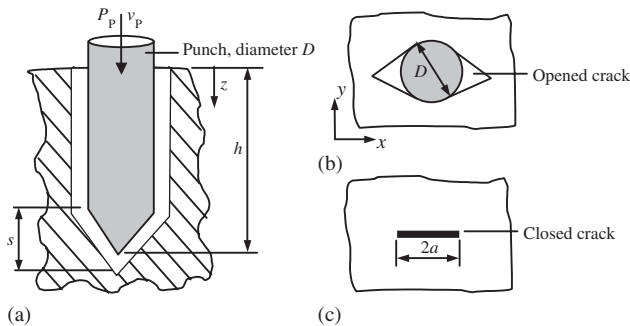 P_P v_P
Punch, diameter D
z
h
s
(a)
D
Opened crack
y
x
(b)
Closed crack
2a
(c)